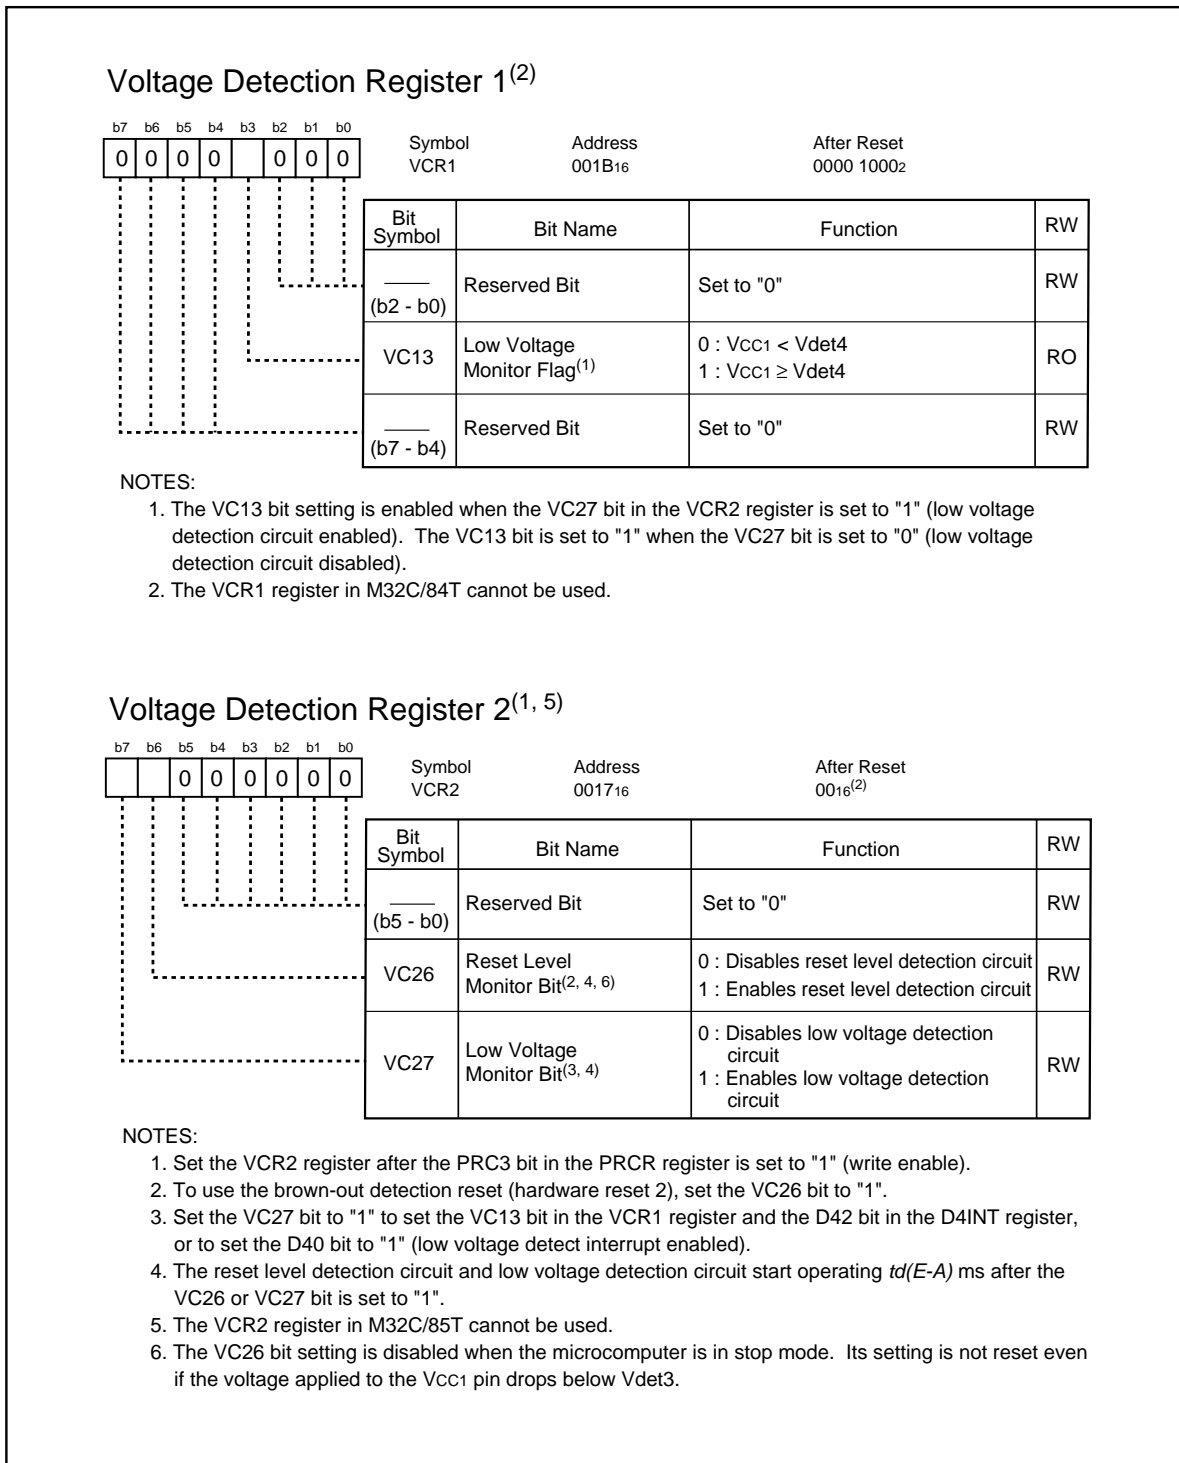 Voltage Detection Register 1(2)
b7 b6 b5 b4 b3 b2 b1 b0
0 0 0 0 0 0 0
Symbol Address After Reset
VCR1 001B16 0000 10002
Bit Symbol Bit Name Function RW
(b2 - b0) Reserved Bit Set to "0" RW
VC13 Low Voltage Monitor Flag(1) 0 : VCC1 < Vdet4
1 : VCC1 ≥ Vdet4 RO
(b7 - b4) Reserved Bit Set to "0" RW
NOTES:
1. The VC13 bit setting is enabled when the VC27 bit in the VCR2 register is set to "1" (low voltage
detection circuit enabled). The VC13 bit is set to "1" when the VC27 bit is set to "0" (low voltage
detection circuit disabled).
2. The VCR1 register in M32C/84T cannot be used.
Voltage Detection Register 2(1, 5)
b7 b6 b5 b4 b3 b2 b1 b0
0 0 0 0 0 0
Symbol Address After Reset
VCR2 001716 0016(2)
Bit Symbol Bit Name Function RW
(b5 - b0) Reserved Bit Set to "0" RW
VC26 Reset Level Monitor Bit(2, 4, 6) 0 : Disables reset level detection circuit
1 : Enables reset level detection circuit RW
VC27 Low Voltage Monitor Bit(3, 4) 0 : Disables low voltage detection
circuit
1 : Enables low voltage detection
circuit RW
NOTES:
1. Set the VCR2 register after the PRC3 bit in the PRCR register is set to "1" (write enable).
2. To use the brown-out detection reset (hardware reset 2), set the VC26 bit to "1".
3. Set the VC27 bit to "1" to set the VC13 bit in the VCR1 register and the D42 bit in the D4INT register,
or to set the D40 bit to "1" (low voltage detect interrupt enabled).
4. The reset level detection circuit and low voltage detection circuit start operating td(E-A) ms after the
VC26 or VC27 bit is set to "1".
5. The VCR2 register in M32C/85T cannot be used.
6. The VC26 bit setting is disabled when the microcomputer is in stop mode. Its setting is not reset even
if the voltage applied to the VCC1 pin drops below Vdet3.